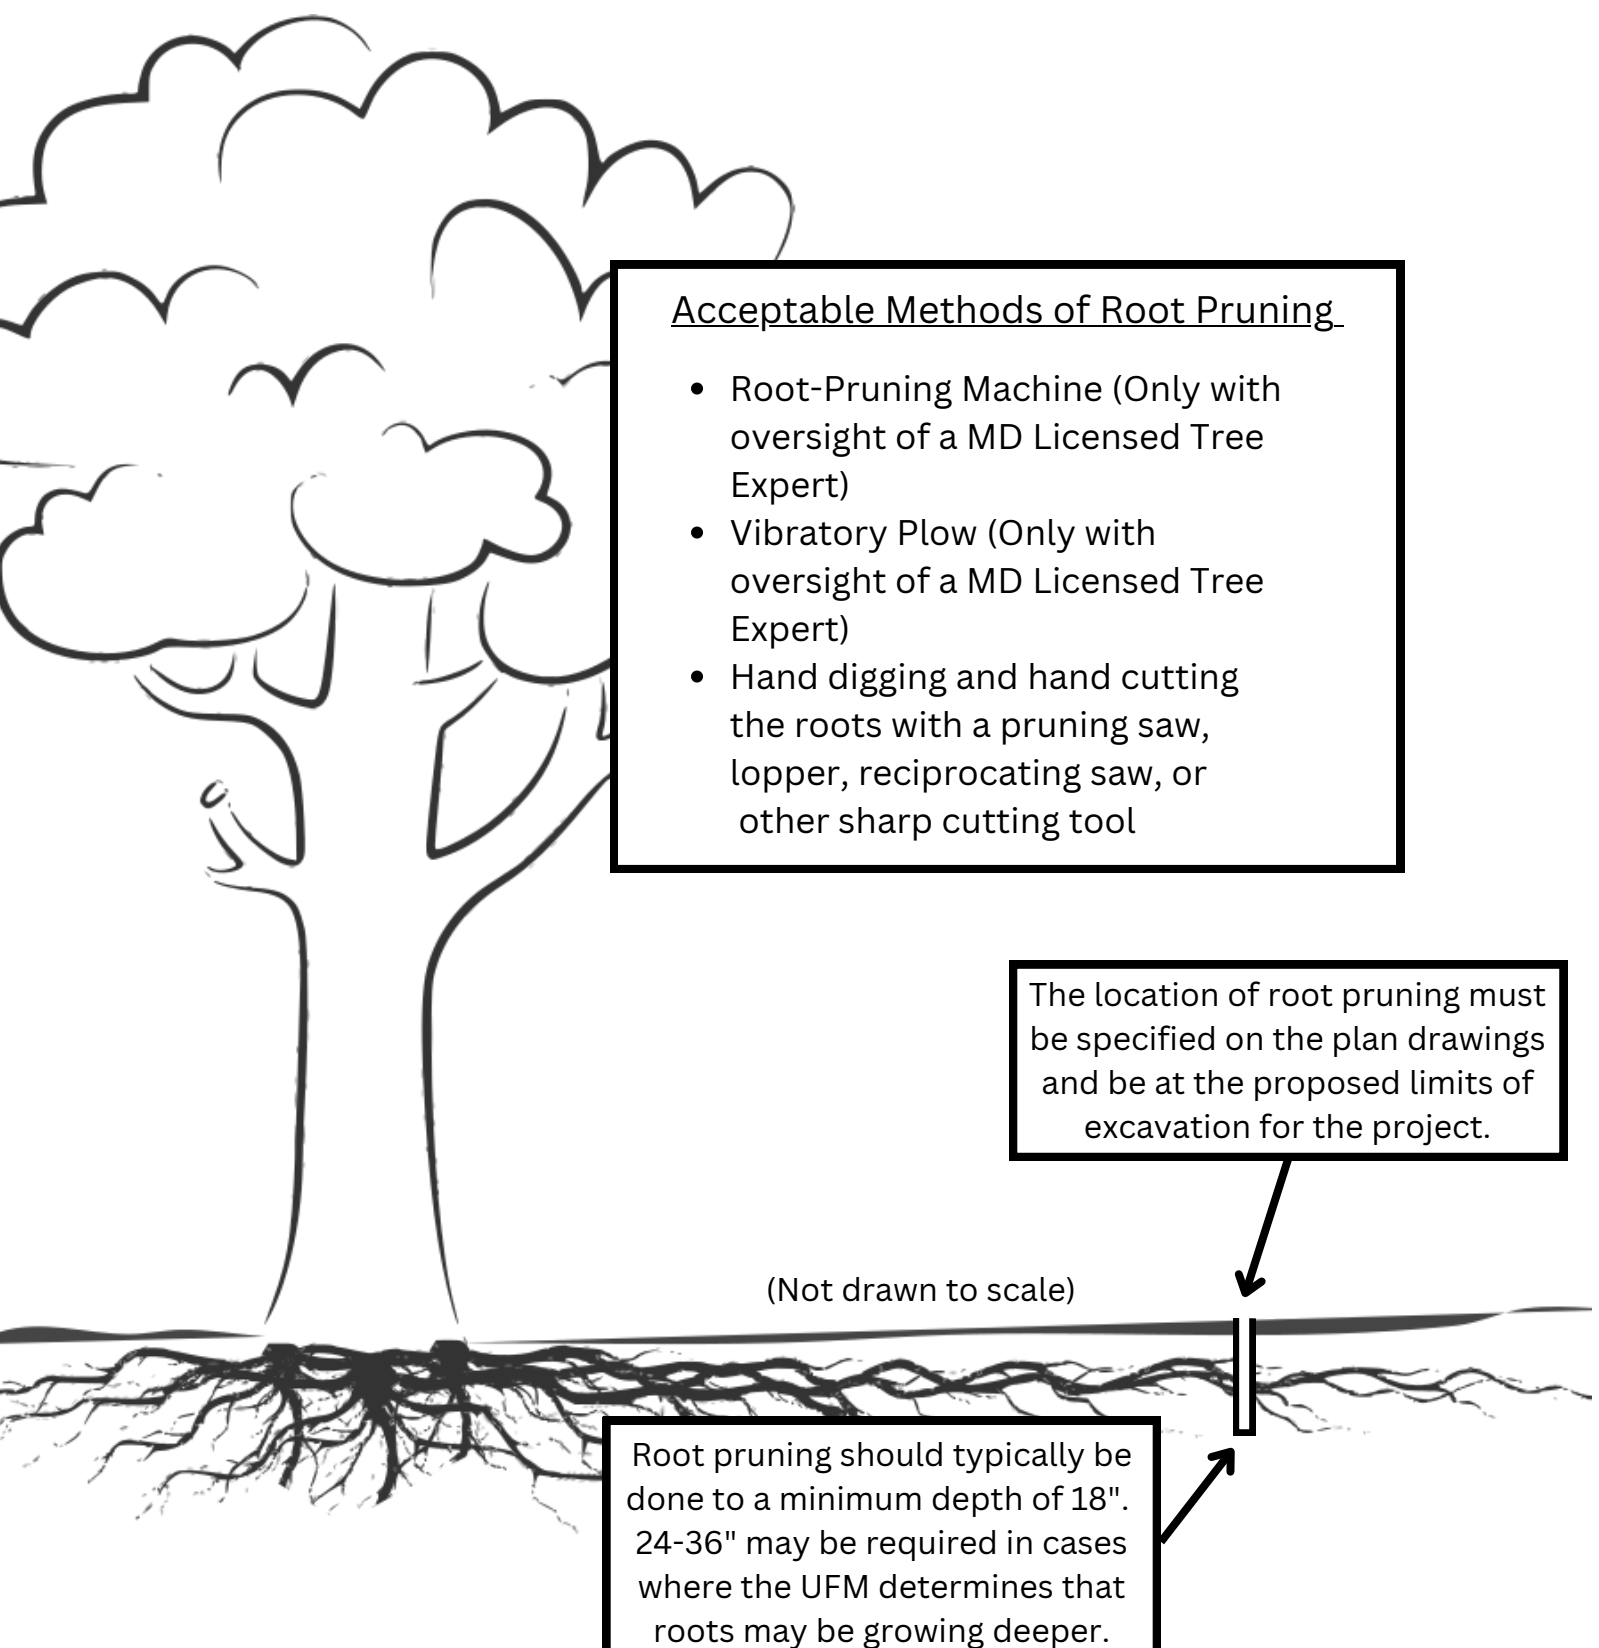 Acceptable Methods of Root Pruning
• Root-Pruning Machine (Only with
oversight of a MD Licensed Tree
Expert)
• Vibratory Plow (Only with
oversight of a MD Licensed Tree
Expert)
• Hand digging and hand cutting
the roots with a pruning saw,
lopper, reciprocating saw, or
other sharp cutting tool
The location of root pruning must
be specified on the plan drawings
and be at the proposed limits of
excavation for the project.
(Not drawn to scale)
Root pruning should typically be
done to a minimum depth of 18".
24-36" may be required in cases
where the UFM determines that
roots may be growing deeper.